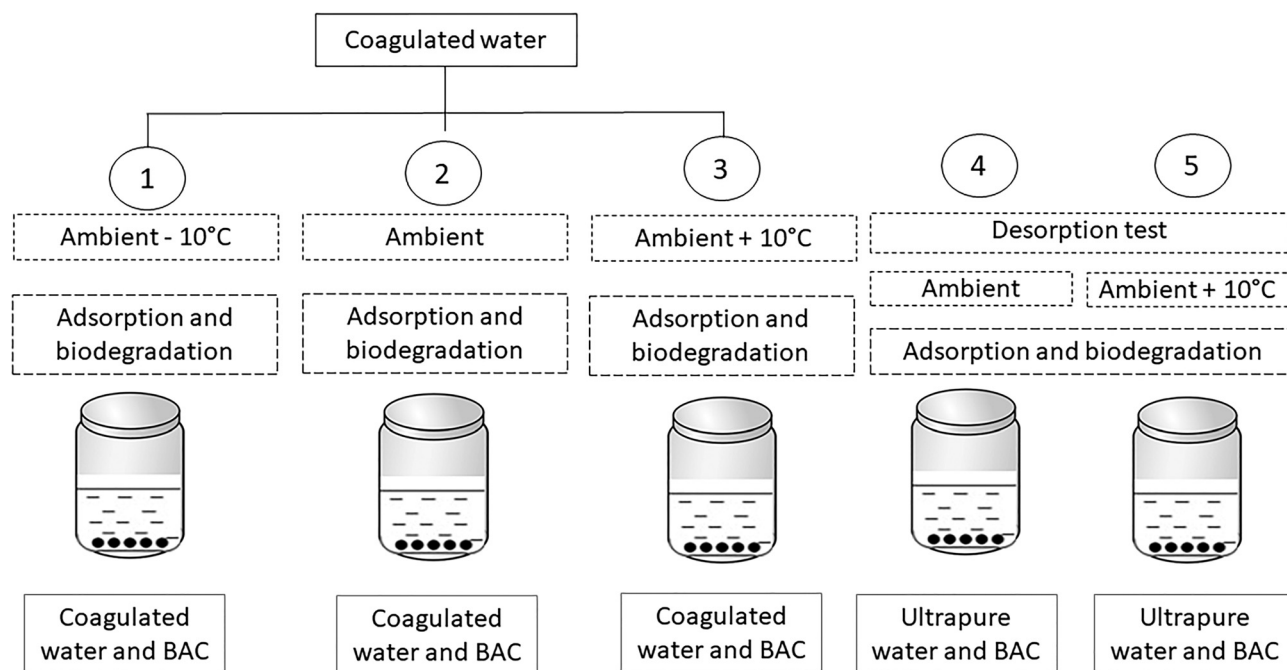 Coagulated water
1
2
3
4
5
Ambient - 10°C
Ambient
Ambient + 10°C
Desorption test
Ambient
Ambient + 10°C
Adsorption and
biodegradation
Adsorption and
biodegradation
Adsorption and
biodegradation
Adsorption and biodegradation
Coagulated
water and BAC
Coagulated
water and BAC
Coagulated
water and BAC
Ultrapure
water and BAC
Ultrapure
water and BAC